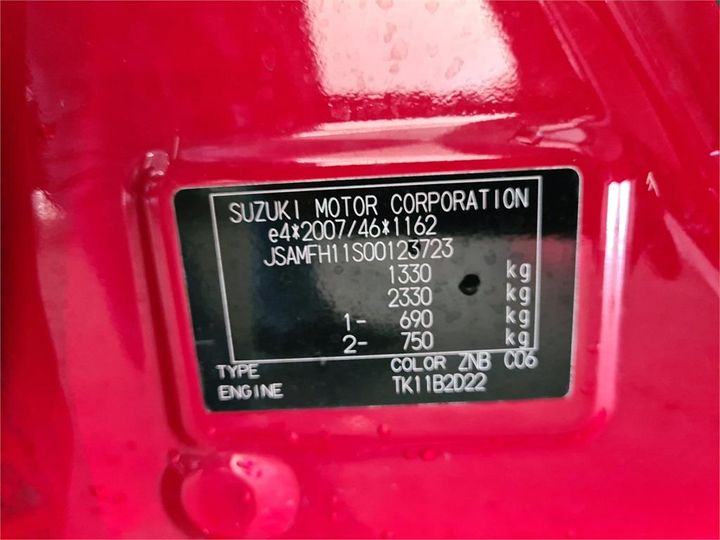 SUZUKI MOTOR CORPORATION
e4*2007/46*1162
JSAMFH11S00123723
1330 kg
2330 kg
1- 690 kg
2- 750 kg
TYPE COLOR ZNB C06
ENGINE TK11B2D22